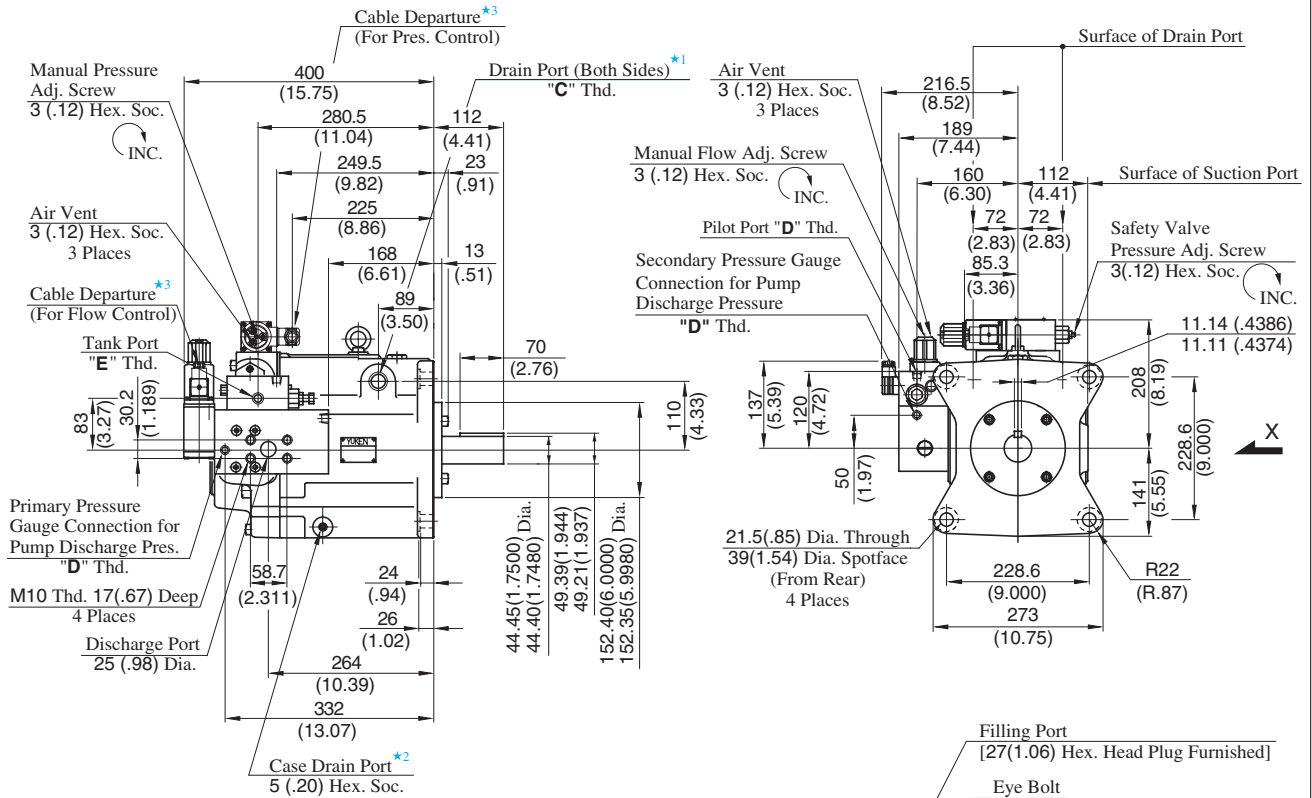 Cable Departure★3
(For Pres. Control)
Manual Pressure
Adj. Screw
3 (.12) Hex. Soc.
INC.
400
(15.75)
Drain Port (Both Sides)★1
"C" Thd.
280.5
(11.04)
112
(4.41)
249.5
(9.82)
23
(.91)
Air Vent
3 (.12) Hex. Soc.
3 Places
225
(8.86)
168
(6.61)
13
(.51)
Cable Departure★3
(For Flow Control)
89
(3.50)
Tank Port
"E" Thd.
70
(2.76)
83
(3.27)
30.2
(1.189)
110
(4.33)
YUKEN
Primary Pressure
Gauge Connection for
Pump Discharge Pres.
"D" Thd.
M10 Thd. 17(.67) Deep
4 Places
58.7
(2.311)
24
(.94)
26
(1.02)
Discharge Port
25 (.98) Dia.
264
(10.39)
332
(13.07)
Case Drain Port★2
5 (.20) Hex. Soc.
44.45(1.7500) Dia.
44.40(1.7480)
49.39(1.944)
49.21(1.937)
152.40(6.0000) Dia.
152.35(5.9980)
Surface of Drain Port
Air Vent
3 (.12) Hex. Soc.
3 Places
216.5
(8.52)
189
(7.44)
Manual Flow Adj. Screw
3 (.12) Hex. Soc.
INC.
160
(6.30)
112
(4.41)
Surface of Suction Port
Pilot Port "D" Thd.
72
(2.83)
72
(2.83)
Safety Valve
Pressure Adj. Screw
3(.12) Hex. Soc.
INC.
Secondary Pressure Gauge
Connection for Pump
Discharge Pressure
"D" Thd.
85.3
(3.36)
11.14 (.4386)
11.11 (.4374)
137
(5.39)
120
(4.72)
50
(1.97)
208
(8.19)
228.6
(9.000)
141
(5.55)
X
21.5(.85) Dia. Through
39(1.54) Dia. Spotface
(From Rear)
4 Places
228.6
(9.000)
273
(10.75)
R22
(R.87)
Filling Port
[27(1.06) Hex. Head Plug Furnished]
Eye Bolt